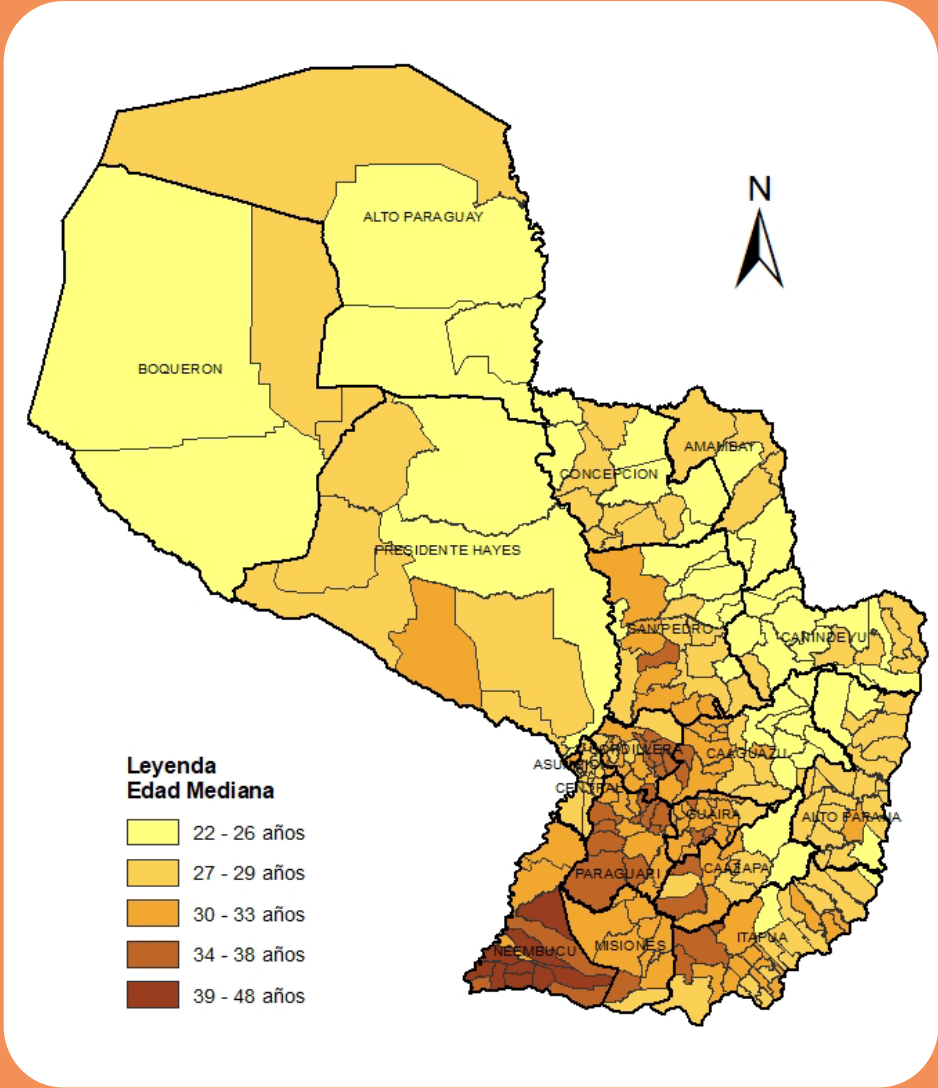 N
ALTO PARAGUAY
BOQUERON
AMAMBAY
CONCEPCION
PRESIDENTE HAYES
SAN PEDRO
CANINDEYU
CORDILLERA
CAAGUAZU
ASUNCION
CENTRAL
GUAIRA
ALTO PARANA
CAAZAPA
PARAGUARI
ITAPUA
MISIONES
ÑEEMBUCU
Leyenda
Edad Mediana
22 - 26 años
27 - 29 años
30 - 33 años
34 - 38 años
39 - 48 años